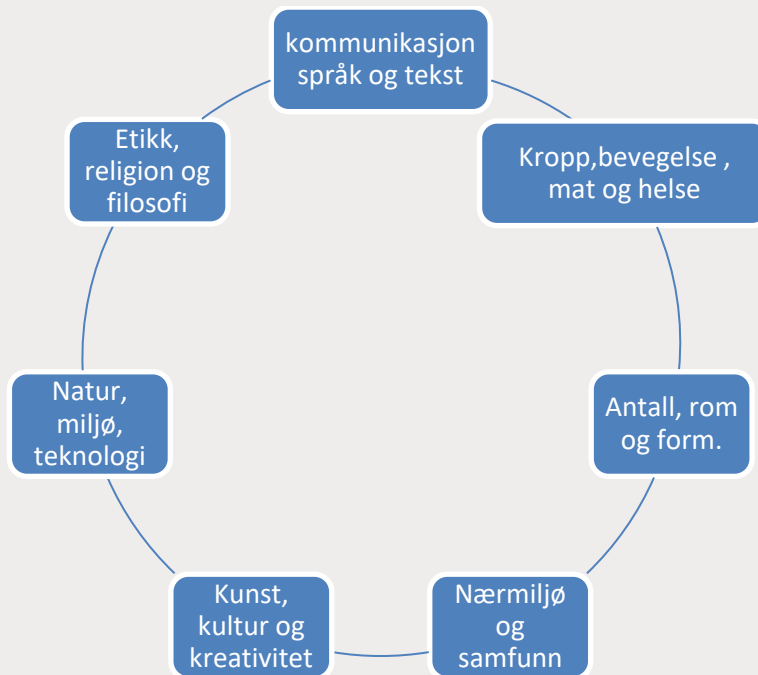 kommunikasjon
språk og tekst
Kropp,bevegelse ,
mat og helse
Antall, rom
og form.
Nærmiljø
og
samfunn
Kunst,
kultur og
kreativitet
Natur,
miljø,
teknologi
Etikk,
religion og
filosofi